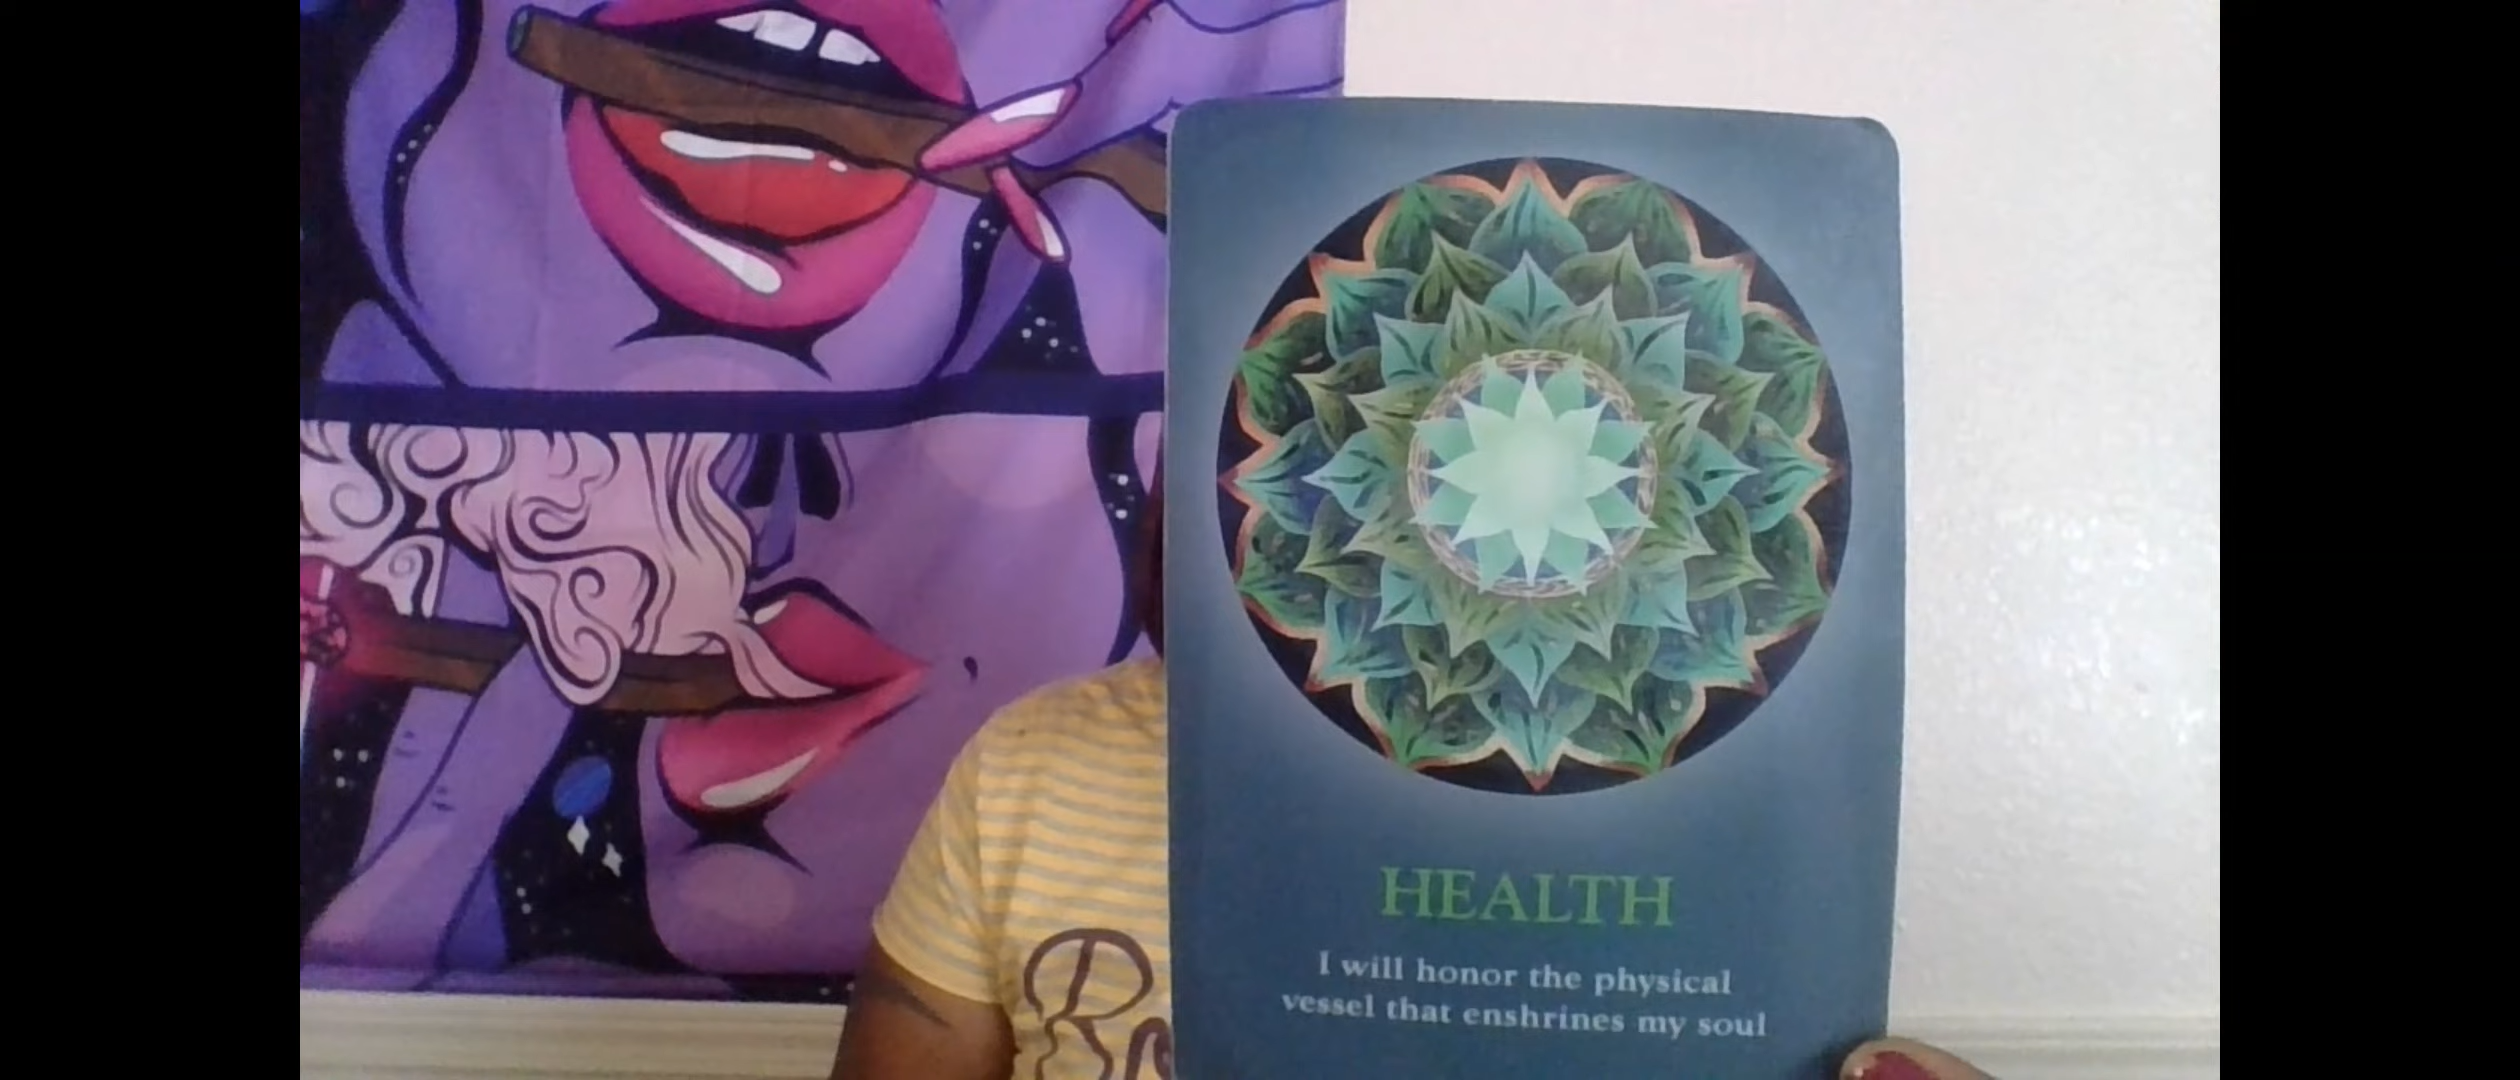 HEALTH
I will honor the physical
vessel that enshrines my soul